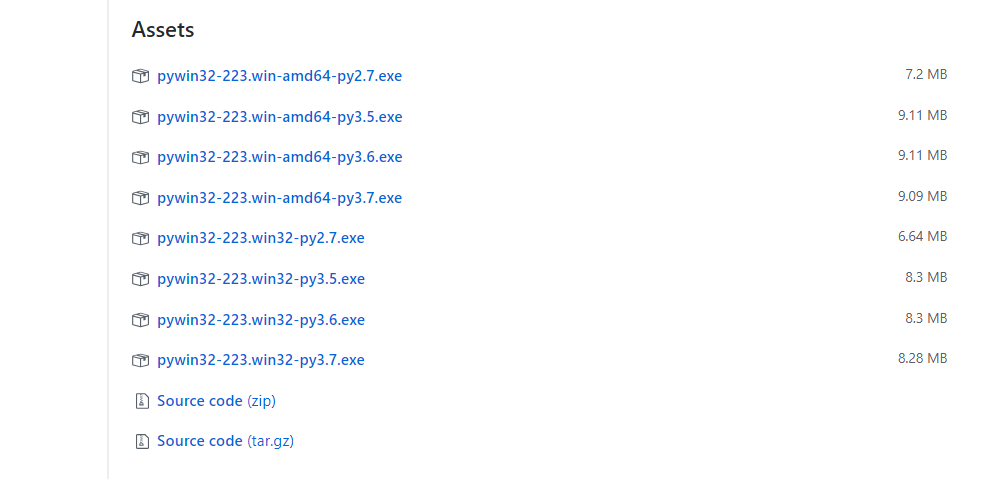 Assets
pywin32-223.win-amd64-py2.7.exe 7.2 MB
pywin32-223.win-amd64-py3.5.exe 9.11 MB
pywin32-223.win-amd64-py3.6.exe 9.11 MB
pywin32-223.win-amd64-py3.7.exe 9.09 MB
pywin32-223.win32-py2.7.exe 6.64 MB
pywin32-223.win32-py3.5.exe 8.3 MB
pywin32-223.win32-py3.6.exe 8.3 MB
pywin32-223.win32-py3.7.exe 8.28 MB
Source code (zip)
Source code (tar.gz)